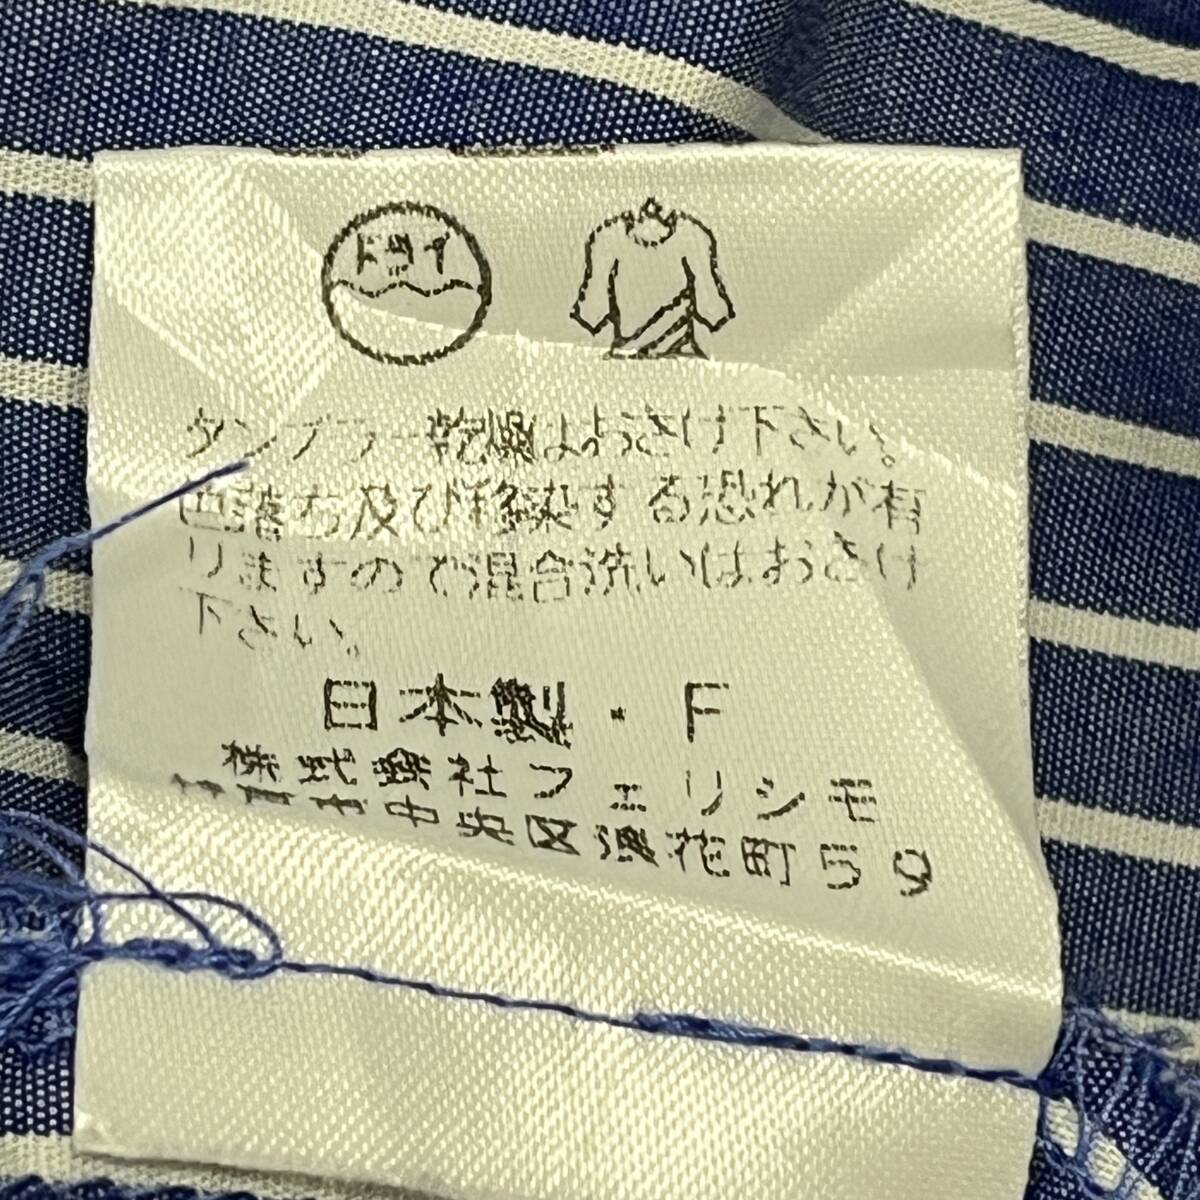 ドライ
タンブラー乾燥はおさけ下さい。
色落ち及び移染する恐れが有
りますので混合洗いはおさけ
下さい。
日本製・F
株式会社フェリシモ
神戸市中央区浪花町59